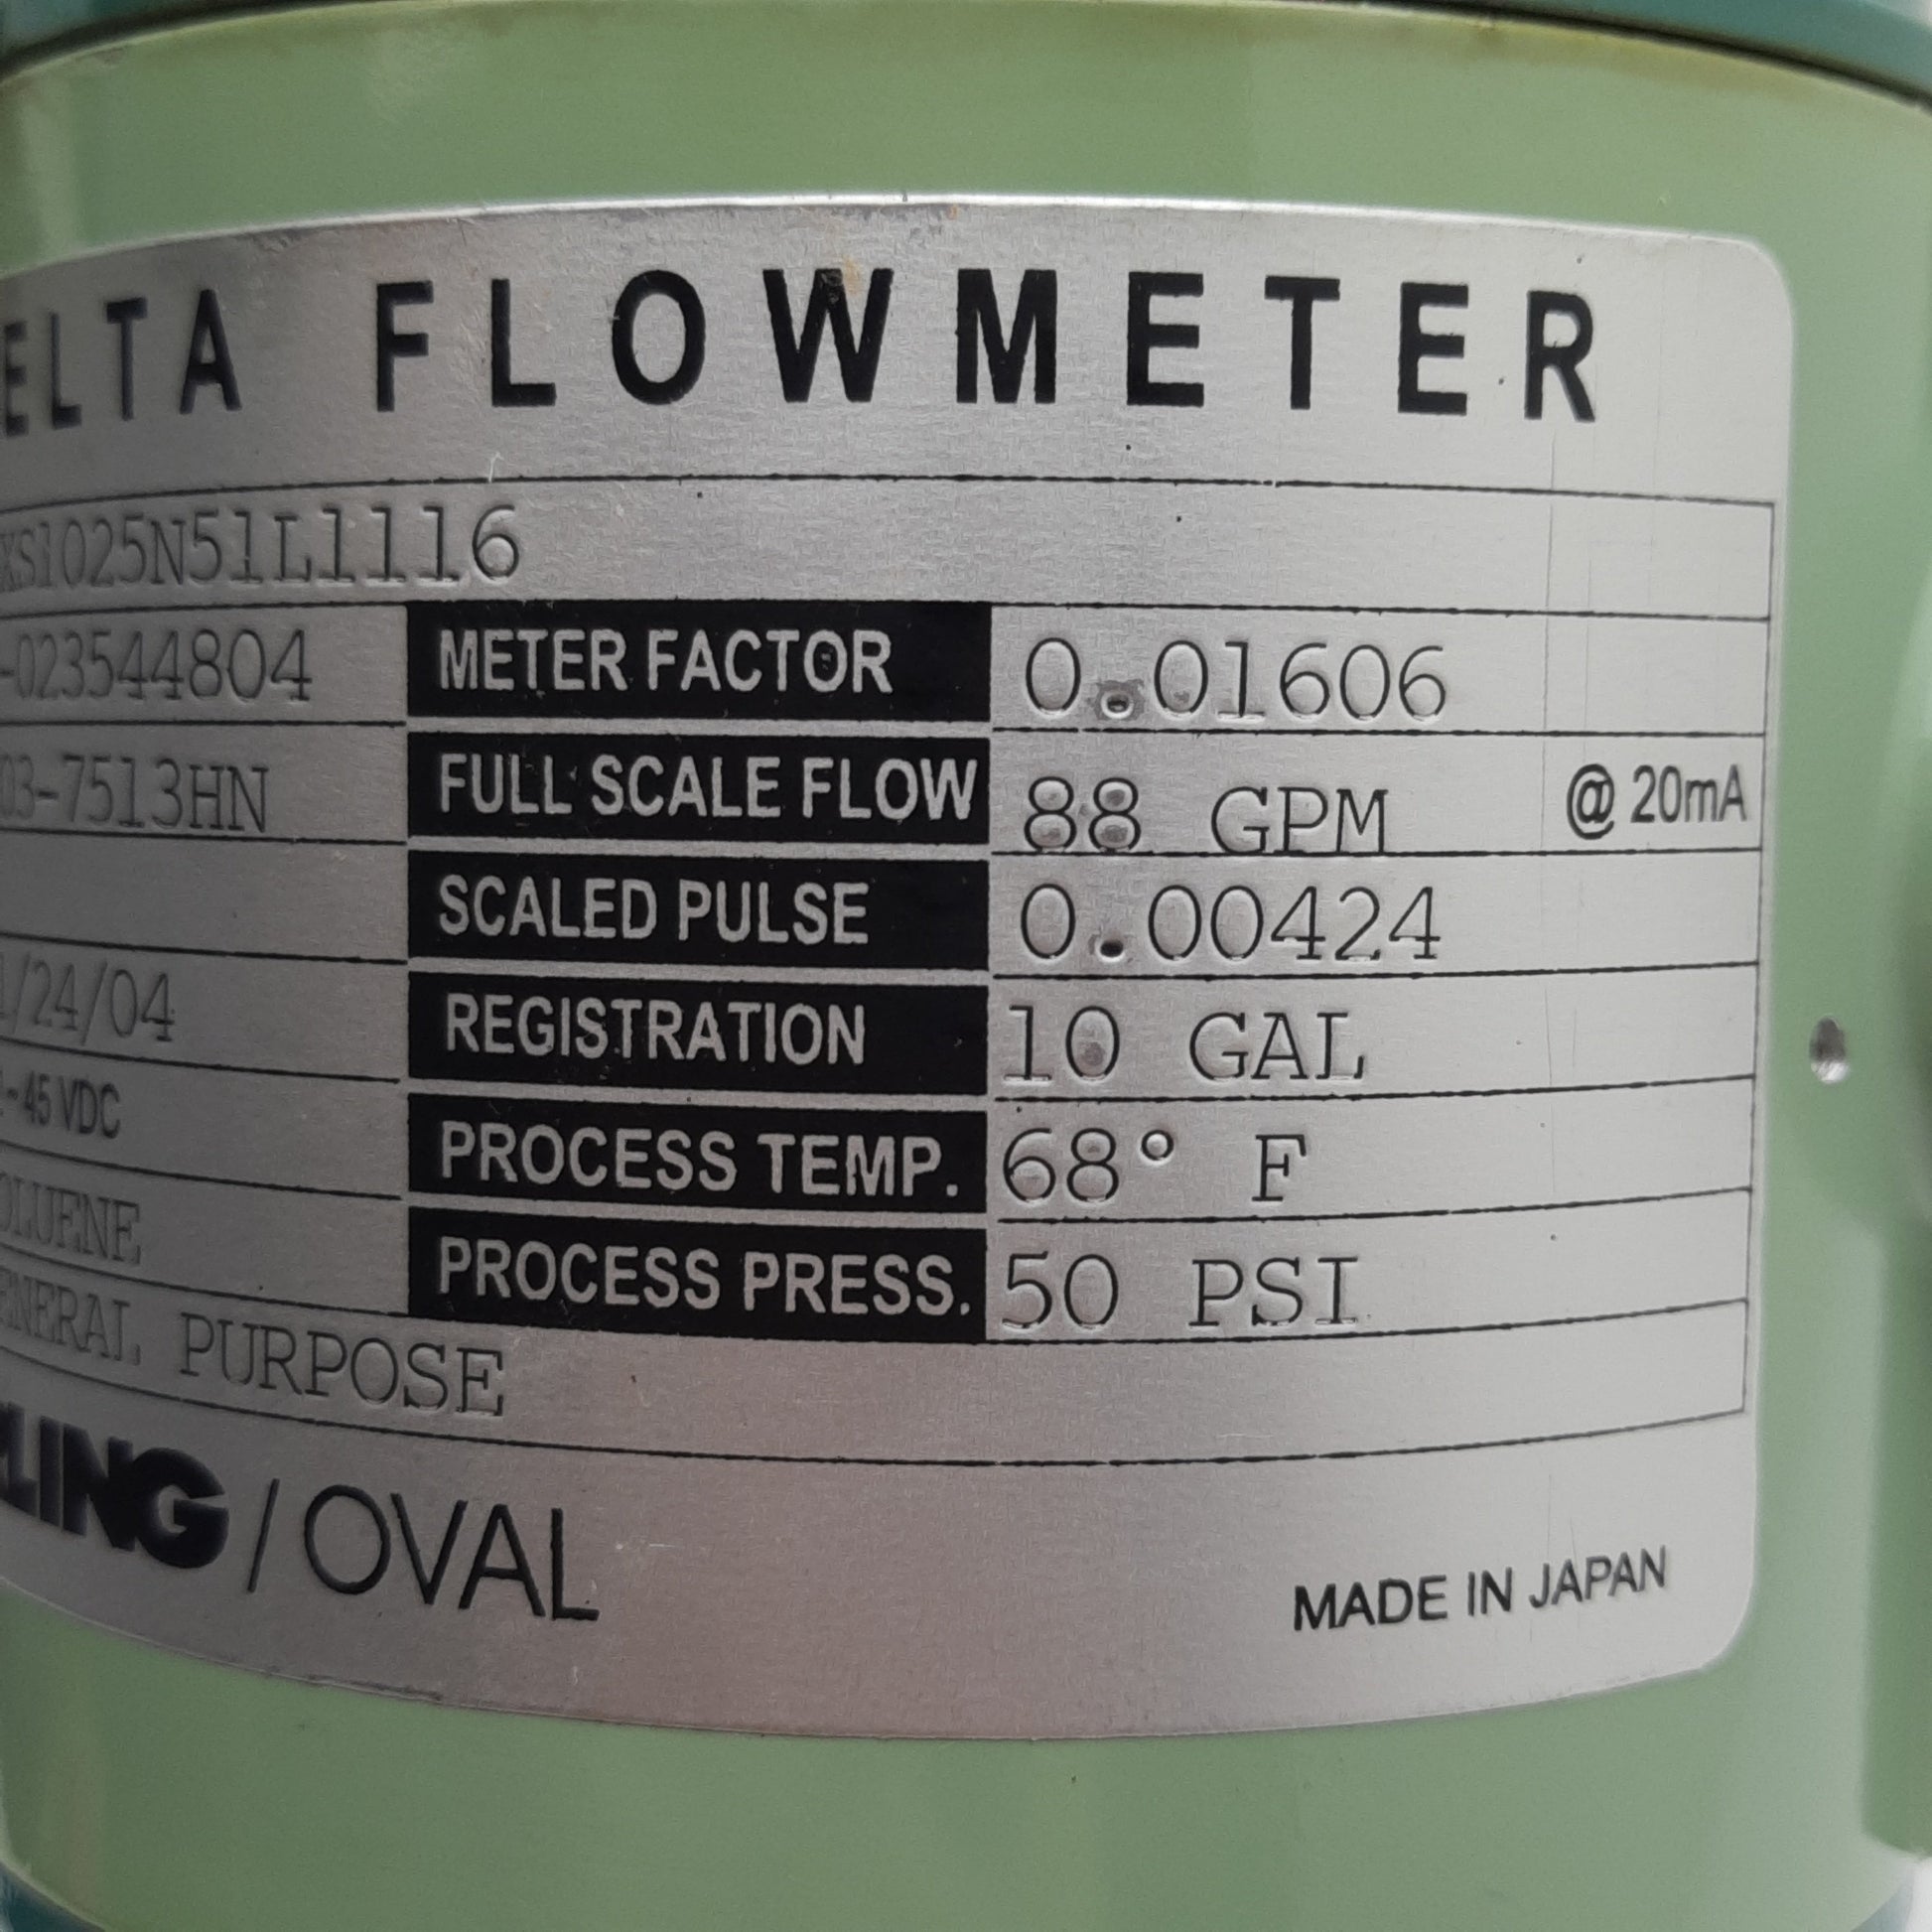 ELTA FLOWMETER
XS1025N51L1116
-023544804 METER FACTOR 0.01606
03-7513HN FULL SCALE FLOW 88 GPM @ 20mA
SCALED PULSE 0.00424
/24/04 REGISTRATION 10 GAL
-45 VDC PROCESS TEMP. 68° F
OLUENE PROCESS PRESS. 50 PSI
ENERAL PURPOSE
LING / OVAL
MADE IN JAPAN